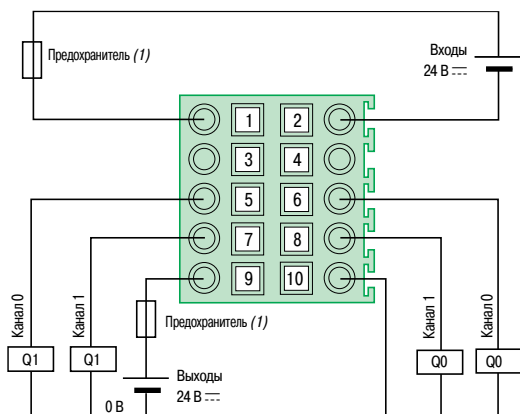 Предохранитель (1)
Входы
24 В
1
2
3
4
5
6
7
8
9
10
Канал 0
Канал 1
Канал 1
Канал 0
Q1
Q1
Q0
Q0
Предохранитель (1)
Выходы
24 В
0 В